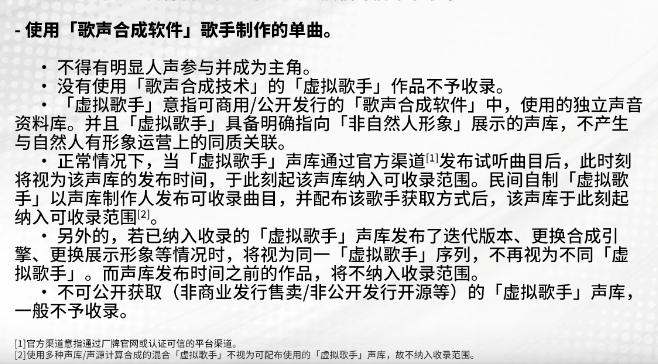 - 使用「歌声合成软件」歌手制作的单曲。
• 不得有明显人声参与并成为主角。
• 没有使用「歌声合成技术」的「虚拟歌手」作品不予收录。
• 「虚拟歌手」意指可商用/公开发行的「歌声合成软件」中，使用的独立声音
资料库。并且「虚拟歌手」具备明确指向「非自然人形象」展示的声库，不产生
与自然人有形象运营上的同质关联。
• 正常情况下，当「虚拟歌手」声库通过官方渠道[1]发布试听曲目后，此时刻
将视为该声库的发布时间，于此刻起该声库纳入可收录范围。民间自制「虚拟歌
手」以声库制作人发布可收录曲目，并配布该歌手获取方式后，该声库于此刻起
纳入可收录范围[2]。
• 另外的，若已纳入收录的「虚拟歌手」声库发布了迭代版本、更换合成引
擎、更换展示形象等情况时，将视为同一「虚拟歌手」序列，不再视为不同「虚
拟歌手」。而声库发布时间之前的作品，将不纳入收录范围。
• 不可公开获取（非商业发行售卖/非公开发行开源等）的「虚拟歌手」声库，
一般不予收录。
[1]官方渠道意指通过厂牌官网或认证可信的平台渠道。
[2]使用多种声库/声源计算合成的混合「虚拟歌手」不视为可配布使用的「虚拟歌手」声库，故不纳入收录范围。